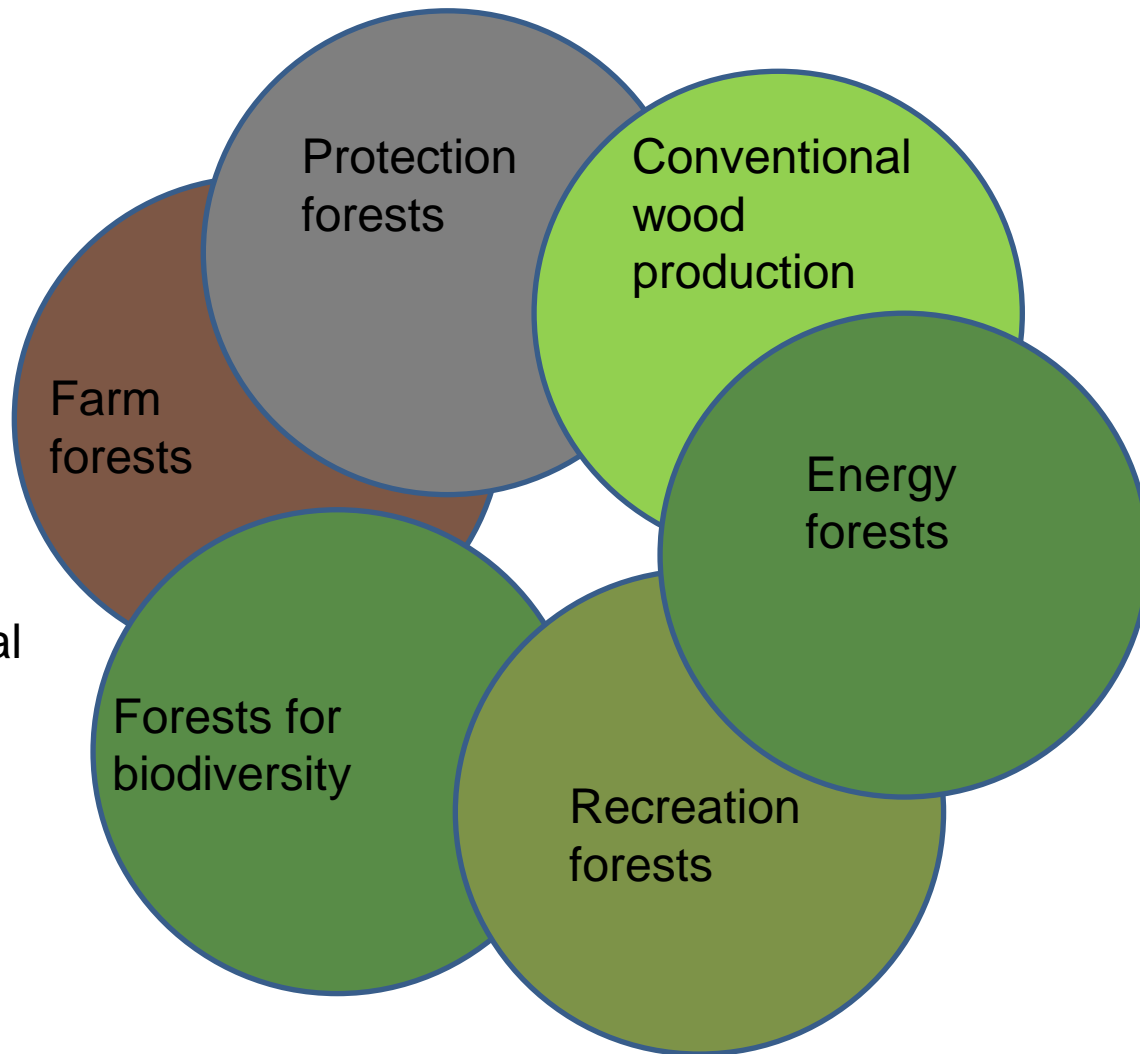 Protection
forests
Conventional
wood
production
Farm
forests
Energy
forests
al
Forests for
biodiversity
Recreation
forests